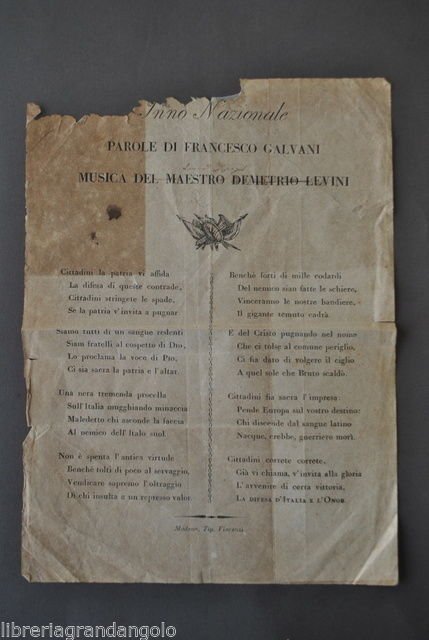 Inno Nazionale
PAROLE DI FRANCESCO GALVANI
MUSICA DEL MAESTRO DEMETRIO LEVINI
Cittadini la patria vi affida
La difesa di queste contrade,
Cittadini stringete le spade,
Se la patria v'invita a pugnar
Siamo tutti di un sangue redenti
Siam fratelli al cospetto di Dio,
Lo proclama la voce di Pio,
Ci sia sacra la patria e l'altar.
Una nera tremenda procella
Sull'Italia mugghiando minaccia
Maledetto chi asconde la faccia
Al nemico dell'Italo suol.
Non è spenta l'antica virtude
Benchè tolti di poco al servaggio,
Vendicare sapremo l'oltraggio
Di chi insulta a un represso valor
Benchè forti di mille codardi
Del nemico sian fatte le schiere,
Vinceranno le nostre bandiere,
Il gigante temuto cadrà.
E del Cristo pugnando nel nome
Che ci tolse al comune periglio,
Ci fia dato di volgere il ciglio
A quel sole che Bruto scaldò.
Cittadini fia sacra l'impresa:
Pende Europa sul vostro destino:
Chi discende dal sangue latino
Nacque, crebbe, guerriero morì.
Cittadini correte correte,
Già vi chiama, v'invita alla gloria
L'avvenire di certa vittoria,
LA DIFESA D'ITALIA E L'ONOR
Modena, Tip. Vincenzi
libreriagrandangolo